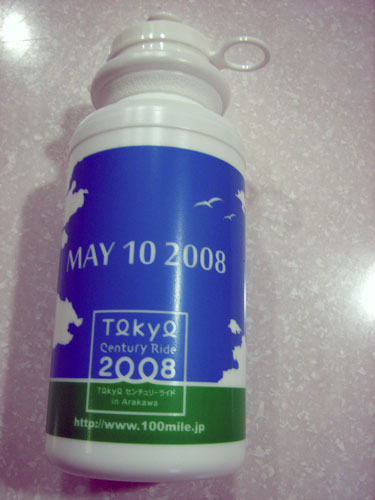 MAY 10 2008
Tokyo
Century Ride
2008
Tokyo センチュリーライド
in Arakawa
http://www.100mile.jp